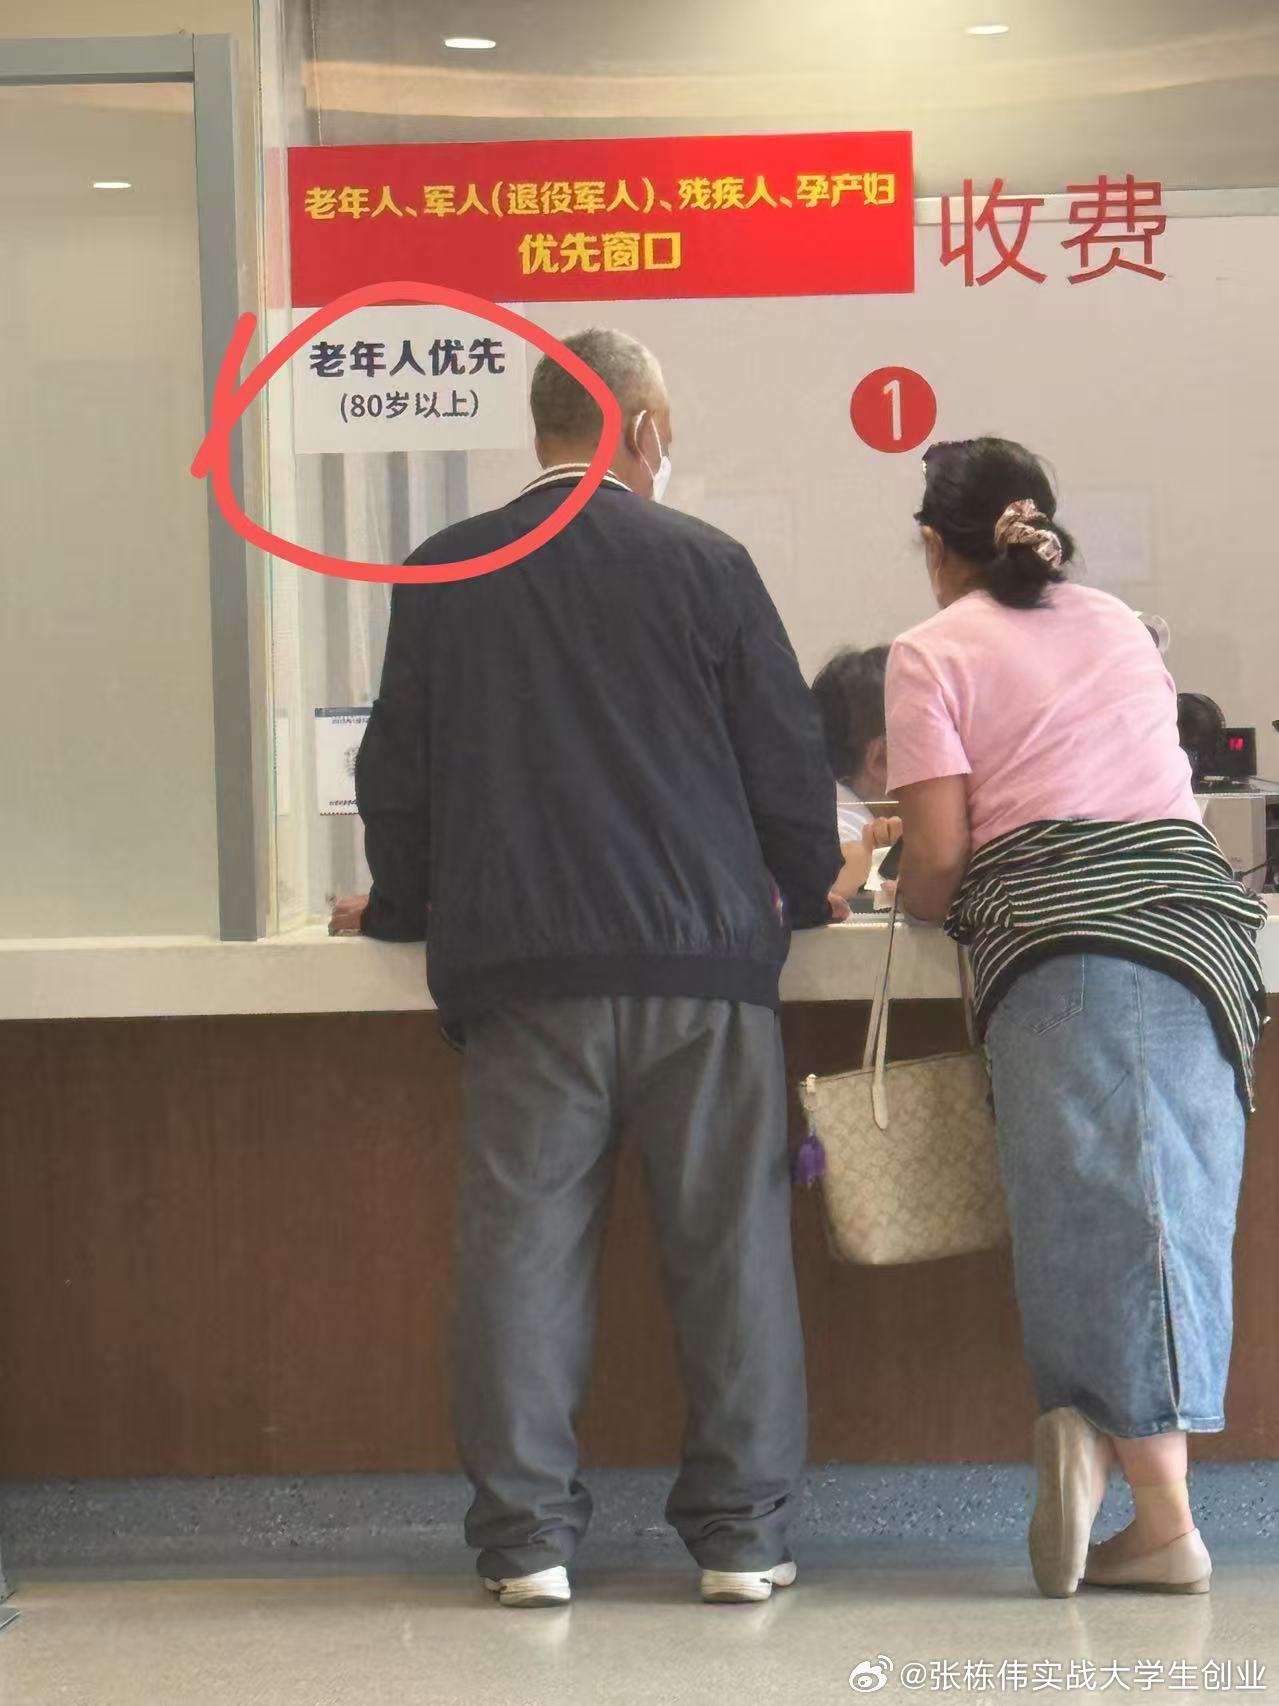 老年人、军人(退役军人)、残疾人、孕产妇
优先窗口
收费
老年人优先
(80岁以上)
1
@张栋伟实战大学生创业